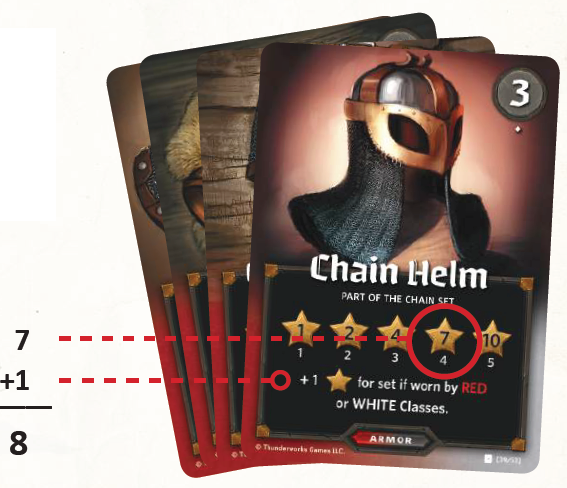 3
Chain Helm
PART OF THE CHAIN SET
1 2 4 7 10
1 2 3 4 5
+1 for set if worn by RED
or WHITE Classes.
ARMOR
© Thunderworks Games LLC.
7
+1
8